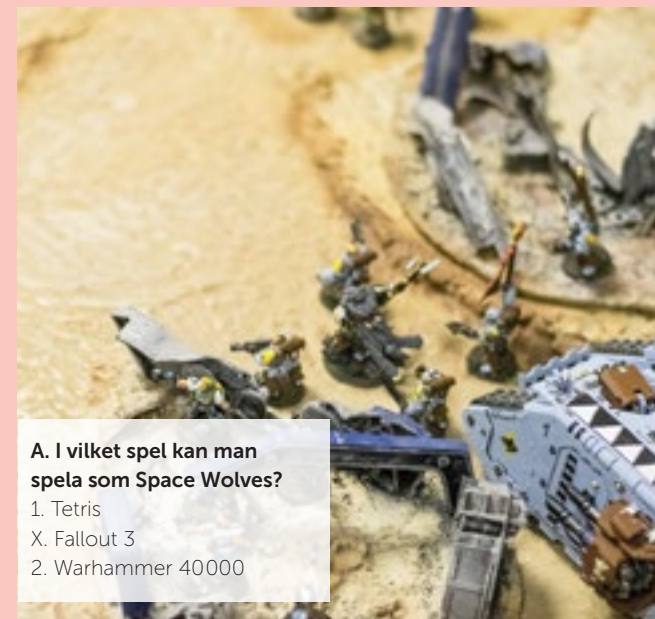 A. I vilket spel kan man
spela som Space Wolves?
1. Tetris
X. Fallout 3
2. Warhammer 40000